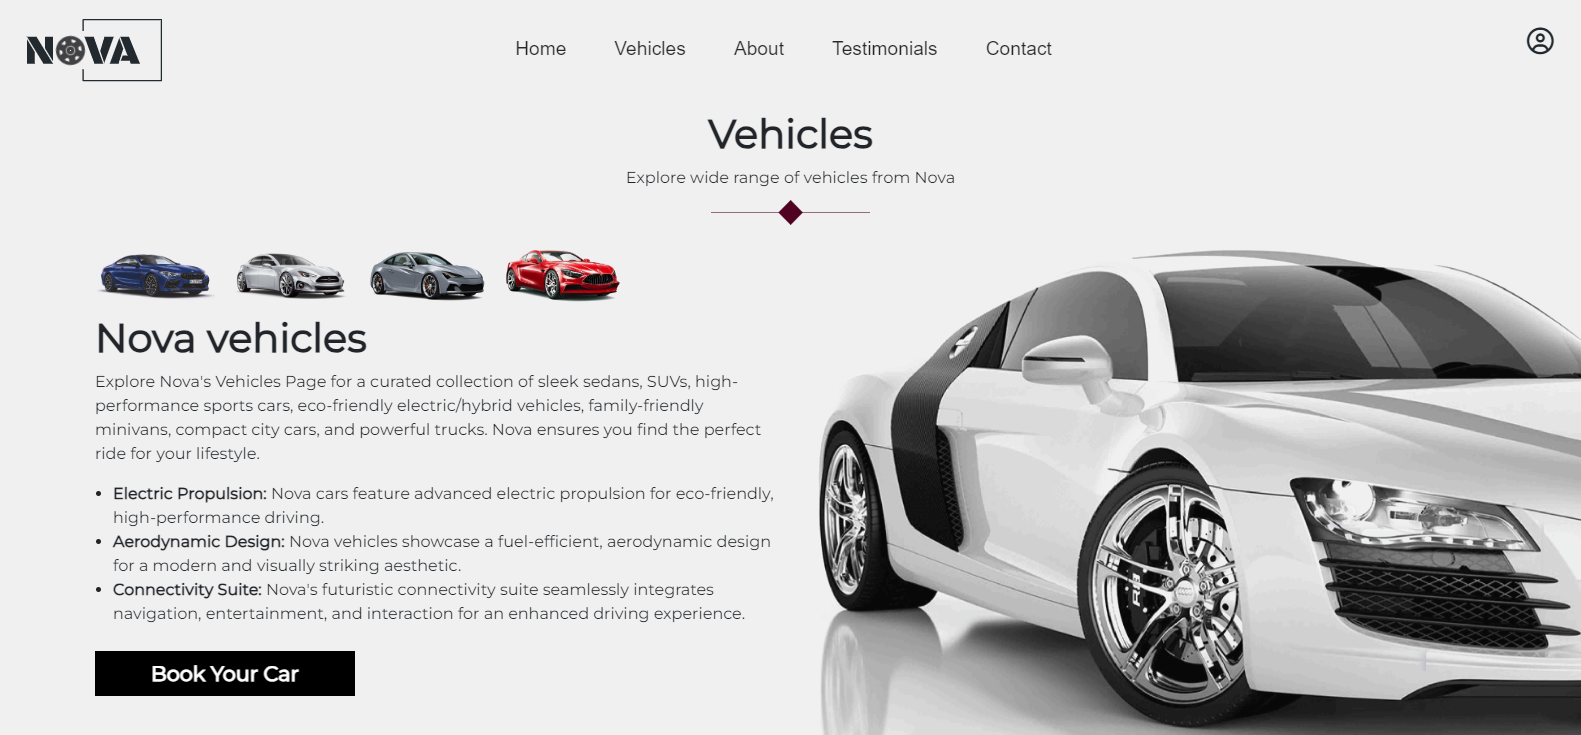 NOVA
Home Vehicles About Testimonials Contact
Vehicles
Explore wide range of vehicles from Nova
Nova vehicles
Explore Nova's Vehicles Page for a curated collection of sleek sedans, SUVs, high-
performance sports cars, eco-friendly electric/hybrid vehicles, family-friendly
minivans, compact city cars, and powerful trucks. Nova ensures you find the perfect
ride for your lifestyle.
• Electric Propulsion: Nova cars feature advanced electric propulsion for eco-friendly,
high-performance driving.
• Aerodynamic Design: Nova vehicles showcase a fuel-efficient, aerodynamic design
for a modern and visually striking aesthetic.
• Connectivity Suite: Nova's futuristic connectivity suite seamlessly integrates
navigation, entertainment, and interaction for an enhanced driving experience.
Book Your Car
R8